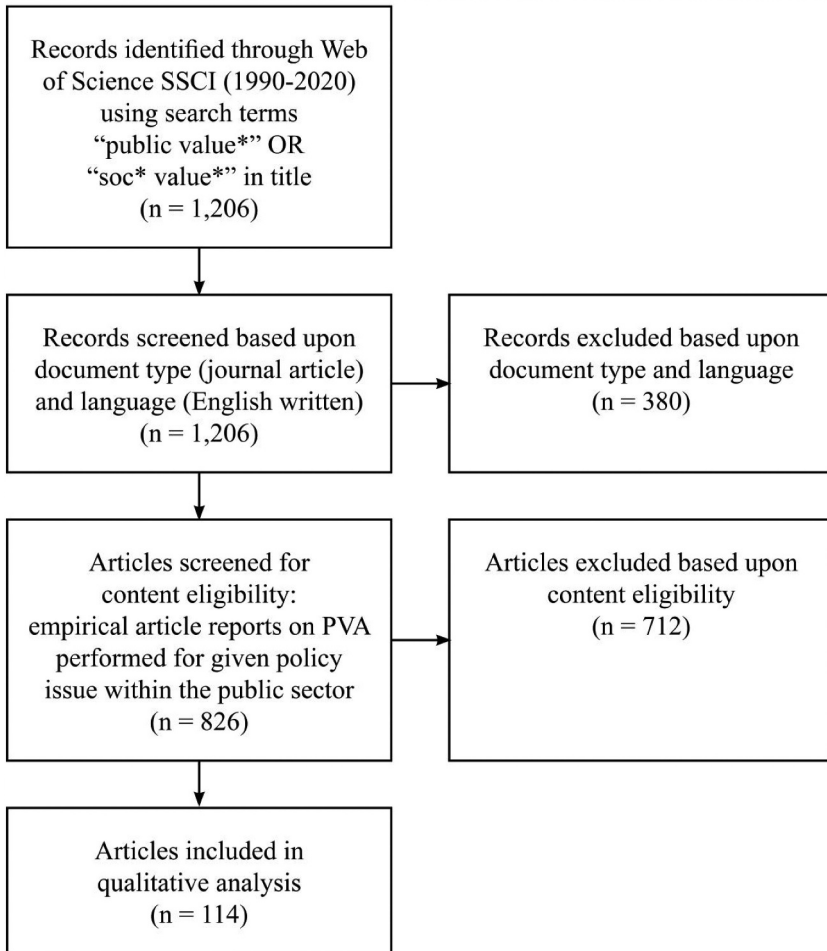 Records identified through Web
of Science SSCI (1990-2020)
using search terms
“public value*” OR
“soc* value*” in title
(n = 1,206)
Records screened based upon
document type (journal article)
and language (English written)
(n = 1,206)
Records excluded based upon
document type and language
(n = 380)
Articles screened for
content eligibility:
empirical article reports on PVA
performed for given policy
issue within the public sector
(n = 826)
Articles excluded based upon
content eligibility
(n = 712)
Articles included in
qualitative analysis
(n = 114)